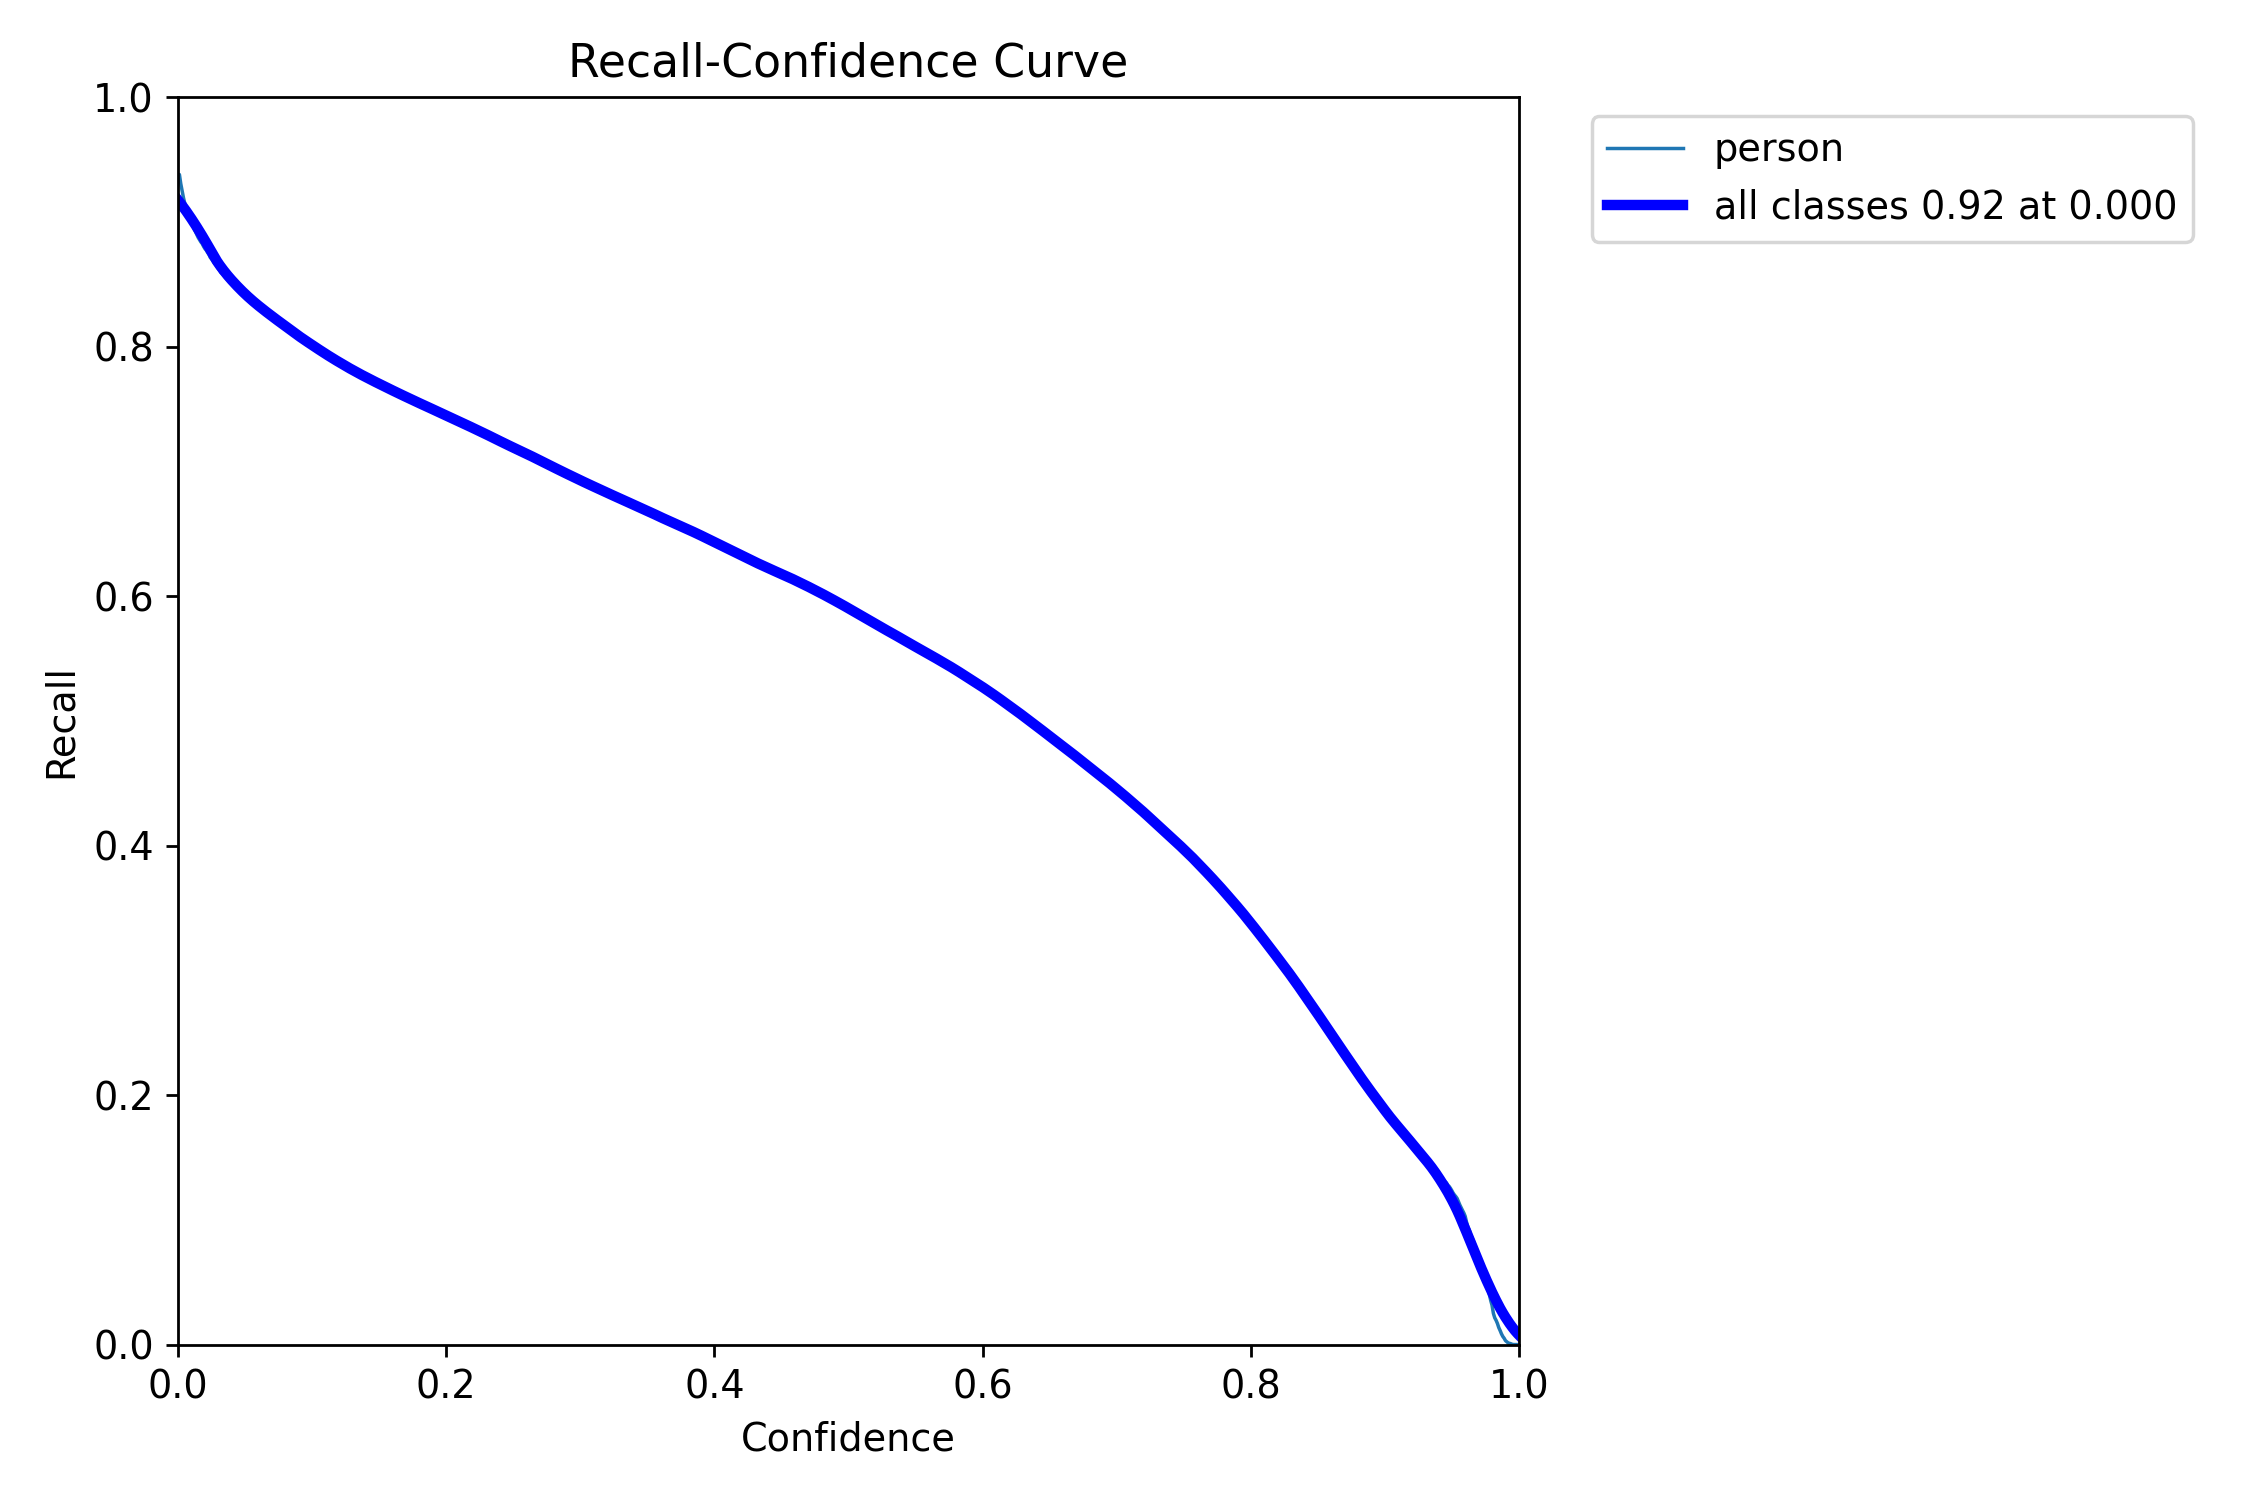 Recall-Confidence Curve
1.0
0.8
0.6
0.4
0.2
0.0
Recall
0.0 0.2 0.4 0.6 0.8 1.0
Confidence
person
all classes 0.92 at 0.000